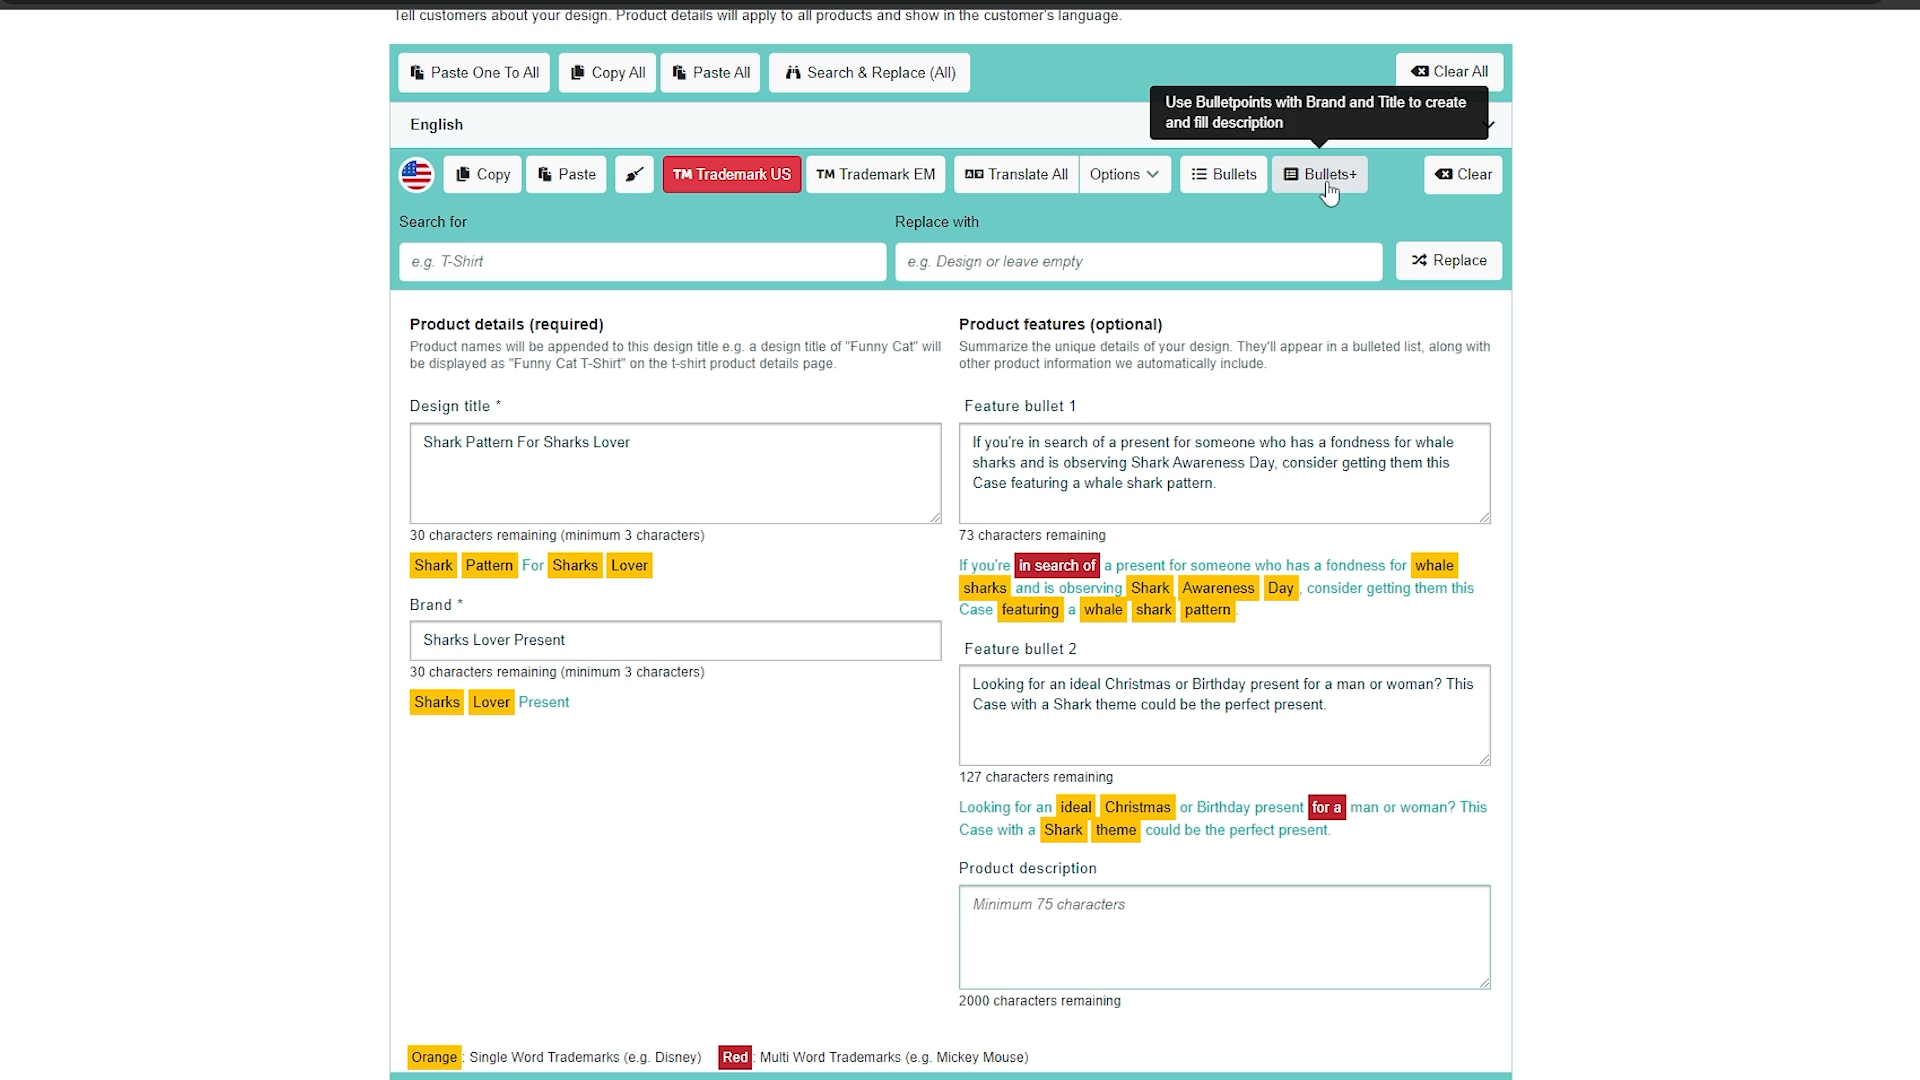 Tell customers about your design. Product details will apply to all products and show in the customer's language.
Paste One To All
Copy All
Paste All
Search & Replace (All)
Clear All
Use Bulletpoints with Brand and Title to create
and fill description
English
Copy
Paste
TM Trademark US
TM Trademark EM
Translate All
Options
Bullets
Bullets+
Clear
Search for
Replace with
e.g. T-Shirt
e.g. Design or leave empty
Replace
Product details (required)
Product names will be appended to this design title e.g. a design title of "Funny Cat" will
be displayed as "Funny Cat T-Shirt" on the t-shirt product details page.
Design title *
Shark Pattern For Sharks Lover
30 characters remaining (minimum 3 characters)
Shark Pattern For Sharks Lover
Brand *
Sharks Lover Present
30 characters remaining (minimum 3 characters)
Sharks Lover Present
Product features (optional)
Summarize the unique details of your design. They'll appear in a bulleted list, along with
other product information we automatically include.
Feature bullet 1
If you're in search of a present for someone who has a fondness for whale
sharks and is observing Shark Awareness Day, consider getting them this
Case featuring a whale shark pattern.
73 characters remaining
If you're in search of a present for someone who has a fondness for whale
sharks and is observing Shark Awareness Day, consider getting them this
Case featuring a whale shark pattern.
Feature bullet 2
Looking for an ideal Christmas or Birthday present for a man or woman? This
Case with a Shark theme could be the perfect present.
127 characters remaining
Looking for an ideal Christmas or Birthday present for a man or woman? This
Case with a Shark theme could be the perfect present.
Product description
Minimum 75 characters
2000 characters remaining
Orange: Single Word Trademarks (e.g. Disney) Red: Multi Word Trademarks (e.g. Mickey Mouse)